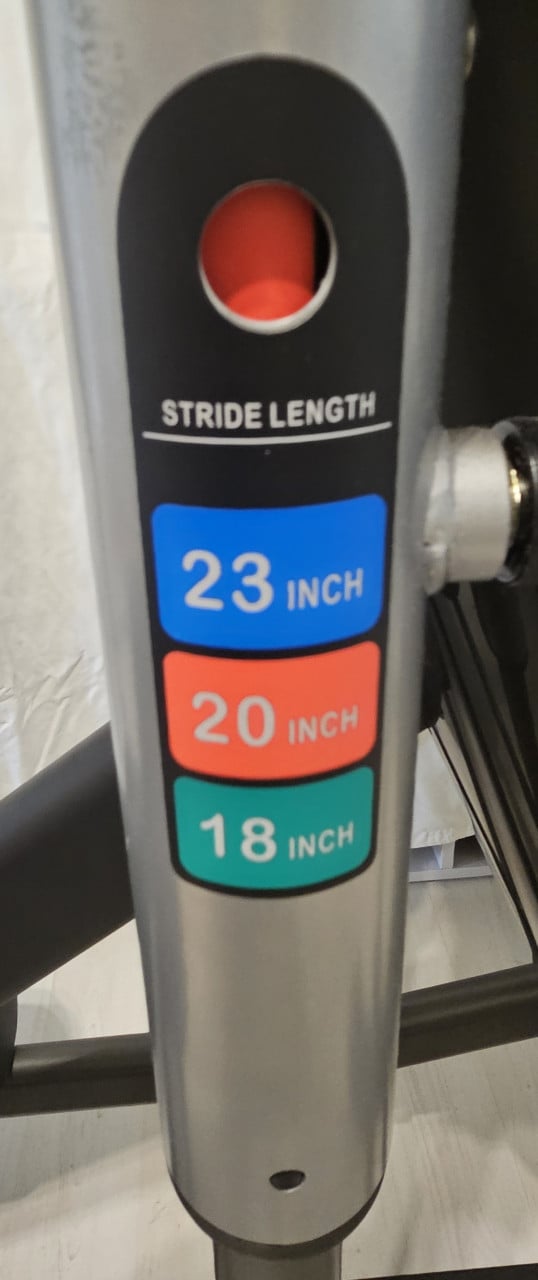 STRIDE LENGTH
23 INCH
20 INCH
18 INCH